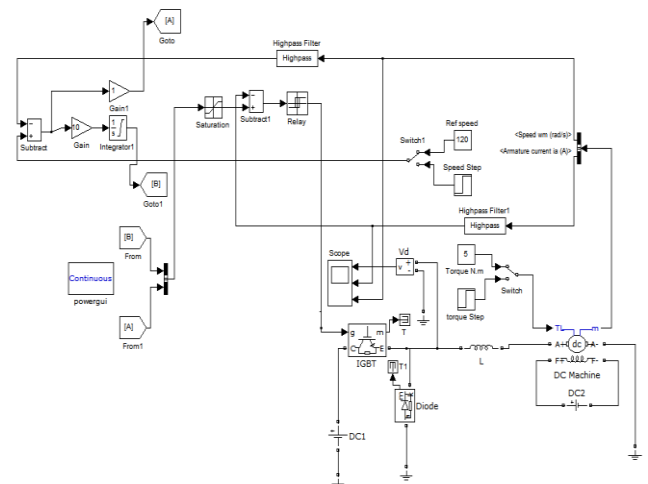 [A]
Goto
Highpass Filter
Highpass
1
Gain1
10
Gain
1
s
Integrator1
Subtract
Saturation
Subtract1
Relay
Ref speed
120
Switch1
Speed Step
<Speed wm (rad/s)>
<Armature current ia (A)>
[B]
Goto1
Highpass Filter1
Highpass
[B]
From
Continuous
powergui
[A]
From1
Scope
Vd
v
+
-
5
Torque N.m
Switch
torque Step
T
g
m
C
E
IGBT
T1
L
TL
m
A+
dc
A-
F+
F-
DC Machine
DC2
+
Diode
DC1